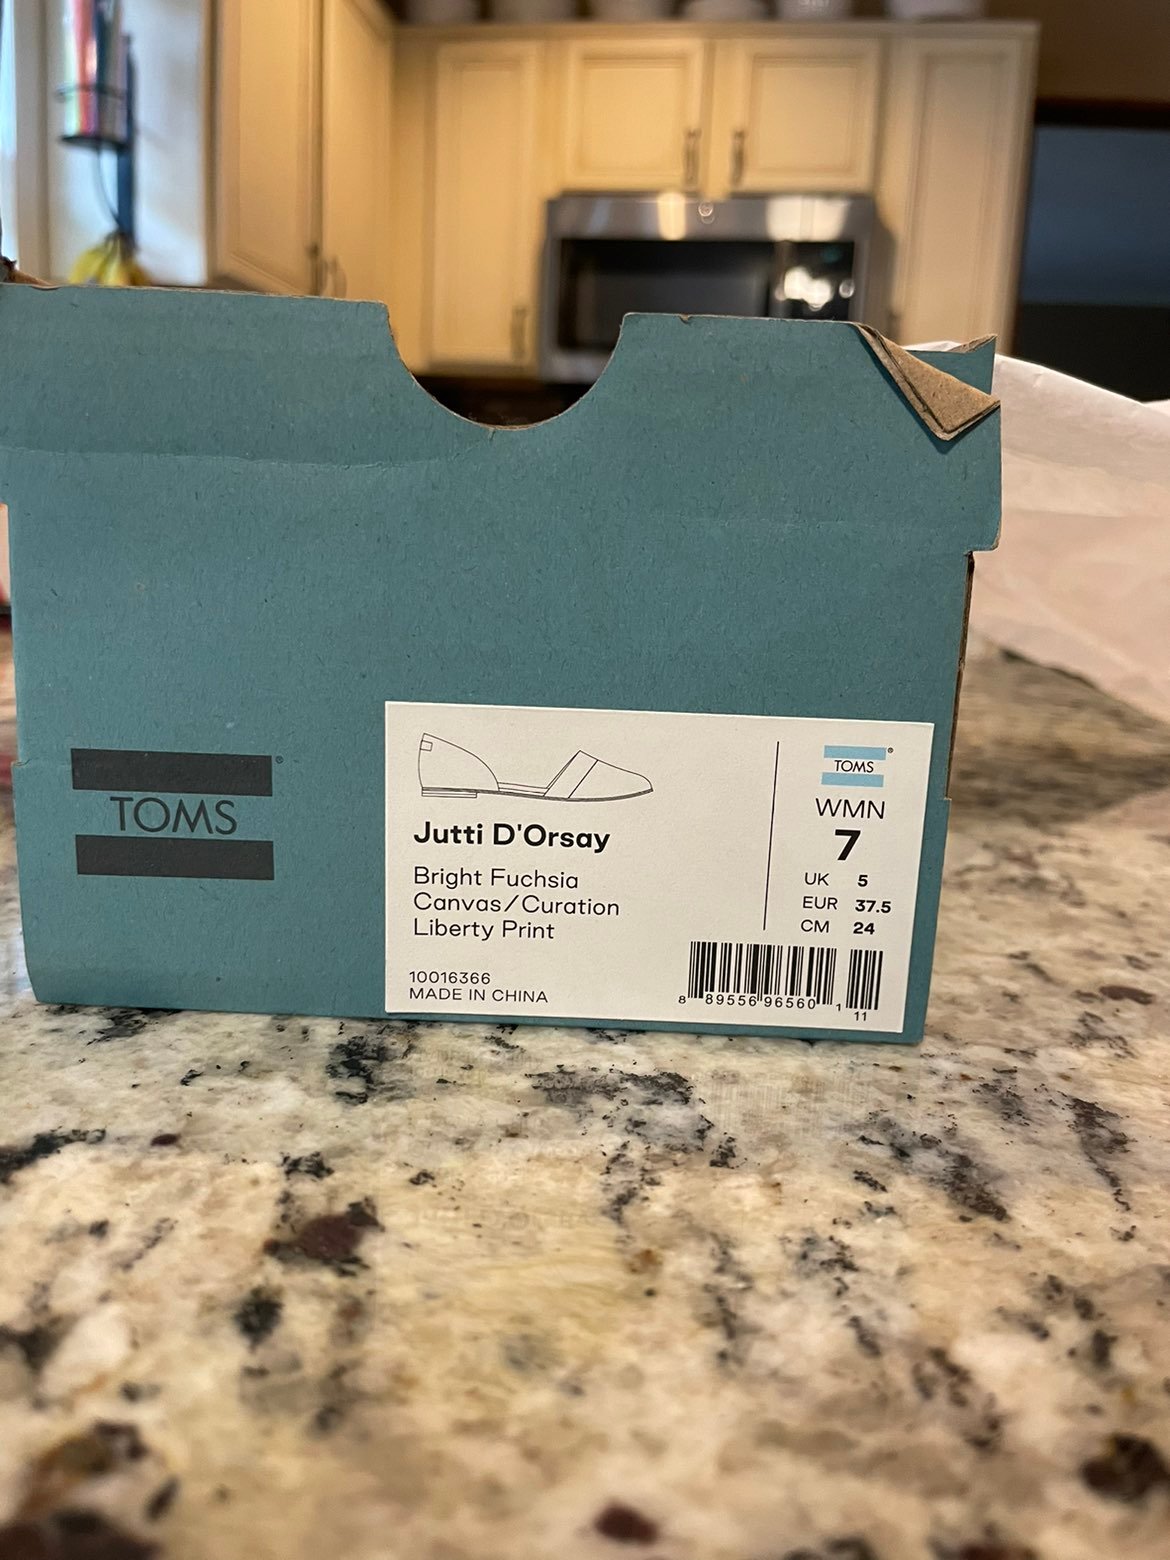 TOMS®
Jutti D'Orsay
Bright Fuchsia
Canvas/Curation
Liberty Print
10016366
MADE IN CHINA
TOMS®
WMN
7
UK 5
EUR 37.5
CM 24
8 89556 96560 1 11